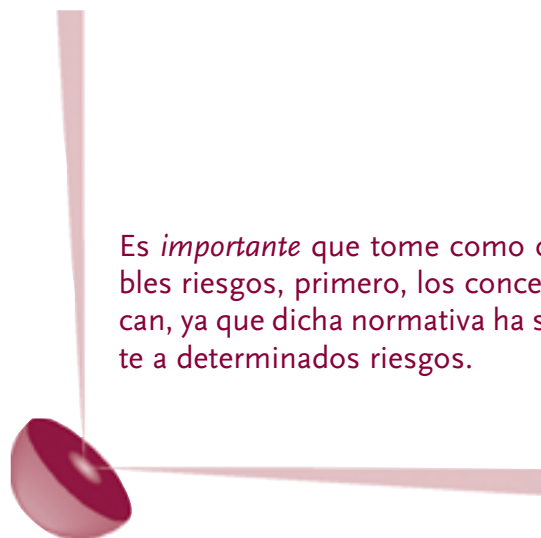 Es importante que tome como
bles riesgos, primero, los conce
can, ya que dicha normativa ha s
te a determinados riesgos.